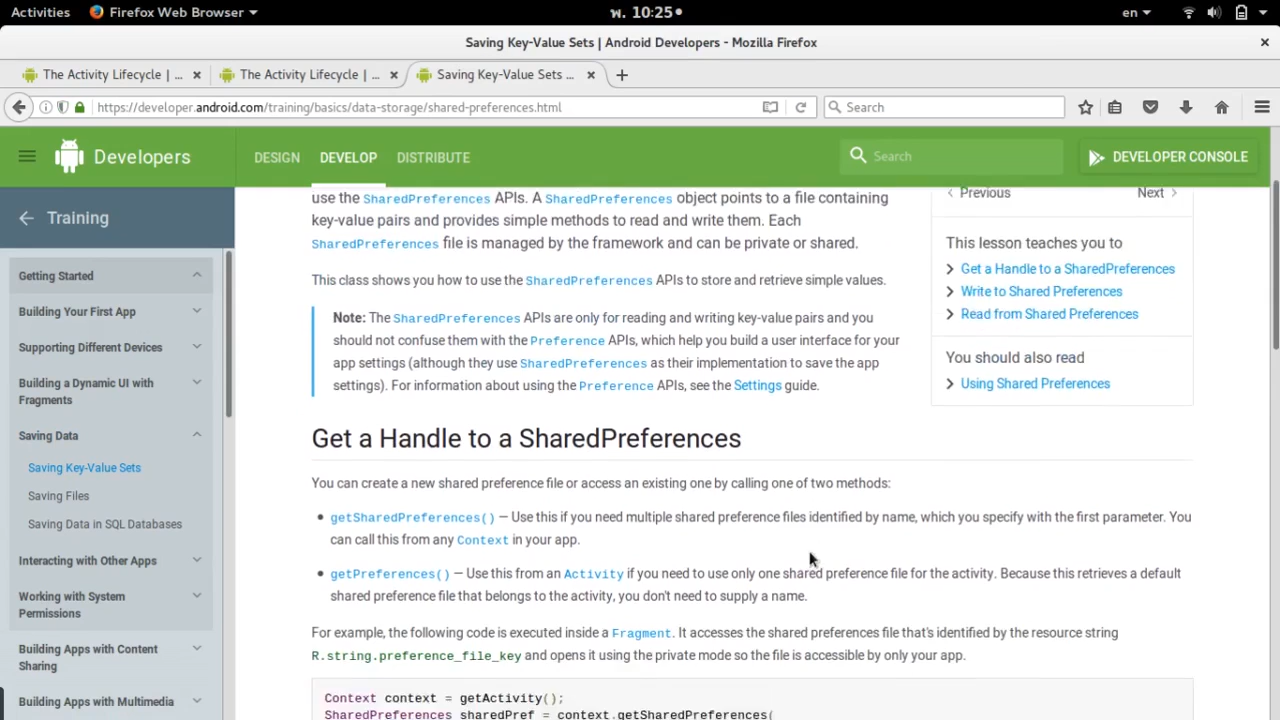 Activities Firefox Web Browser พ. 10:25 en
Saving Key-Value Sets | Android Developers - Mozilla Firefox
The Activity Lifecycle | ... The Activity Lifecycle | ... Saving Key-Value Sets ...
https://developer.android.com/training/basics/data-storage/shared-preferences.html Search
Developers DESIGN DEVELOP DISTRIBUTE Search DEVELOPER CONSOLE
Training
Getting Started
Building Your First App
Supporting Different Devices
Building a Dynamic UI with
Fragments
Saving Data
Saving Key-Value Sets
Saving Files
Saving Data in SQL Databases
Interacting with Other Apps
Working with System
Permissions
Building Apps with Content
Sharing
Building Apps with Multimedia
use the SharedPreferences APIs. A SharedPreferences object points to a file containing
key-value pairs and provides simple methods to read and write them. Each
SharedPreferences file is managed by the framework and can be private or shared.
This class shows you how to use the SharedPreferences APIs to store and retrieve simple values.
Note: The SharedPreferences APIs are only for reading and writing key-value pairs and you
should not confuse them with the Preference APIs, which help you build a user interface for your
app settings (although they use SharedPreferences as their implementation to save the app
settings). For information about using the Preference APIs, see the Settings guide.
Previous Next
This lesson teaches you to
Get a Handle to a SharedPreferences
Write to Shared Preferences
Read from Shared Preferences
You should also read
Using Shared Preferences
Get a Handle to a SharedPreferences
You can create a new shared preference file or access an existing one by calling one of two methods:
getSharedPreferences() — Use this if you need multiple shared preference files identified by name, which you specify with the first parameter. You
can call this from any Context in your app.
getPreferences() — Use this from an Activity if you need to use only one shared preference file for the activity. Because this retrieves a default
shared preference file that belongs to the activity, you don't need to supply a name.
For example, the following code is executed inside a Fragment. It accesses the shared preferences file that's identified by the resource string
R.string.preference_file_key and opens it using the private mode so the file is accessible by only your app.
Context context = getActivity();
SharedPreferences sharedPref = context.getSharedPreferences(